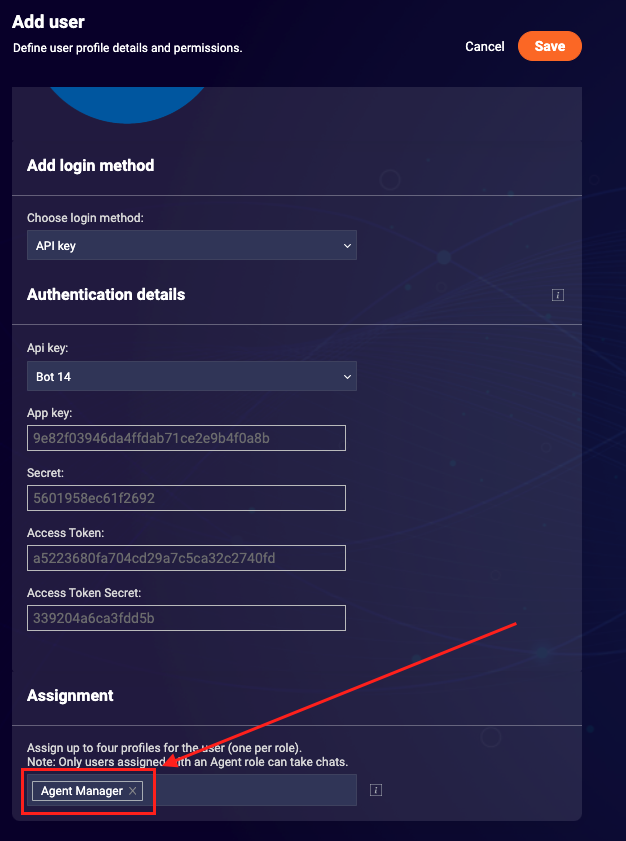 Add user
Define user profile details and permissions.
Cancel
Save
Add login method
Choose login method:
API key
Authentication details
i
Api key:
Bot 14
App key:
9e82f03946da4ffdab71ce2e9b4f0a8b
Secret:
5601958ec61f2692
Access Token:
a5223680fa704cd29a7c5ca32c2740fd
Access Token Secret:
339204a6ca3fdd5b
Assignment
Assign up to four profiles for the user (one per role).
Note: Only users assigned with an Agent role can take chats.
Agent Manager ×
i